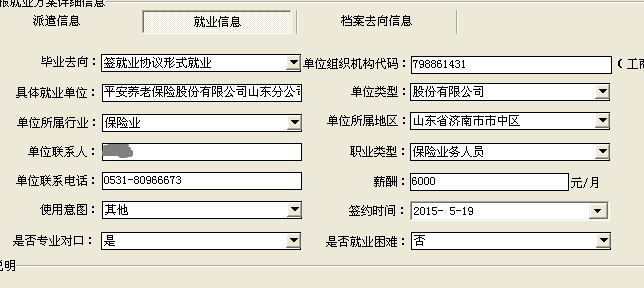 报就业方案详细信息
派遣信息 就业信息 档案去向信息
毕业去向： 签就业协议形式就业 单位组织机构代码： 798861431 （工商
具体就业单位： 平安养老保险股份有限公司山东分公司 单位类型： 股份有限公司
单位所属行业： 保险业 单位所属地区： 山东省济南市市中区
单位联系人： 职业类型： 保险业务人员
单位联系电话： 0531-80966673 薪酬： 6000 元/月
使用意图： 其他 签约时间： 2015- 5-19
是否专业对口： 是 是否就业困难： 否
说明